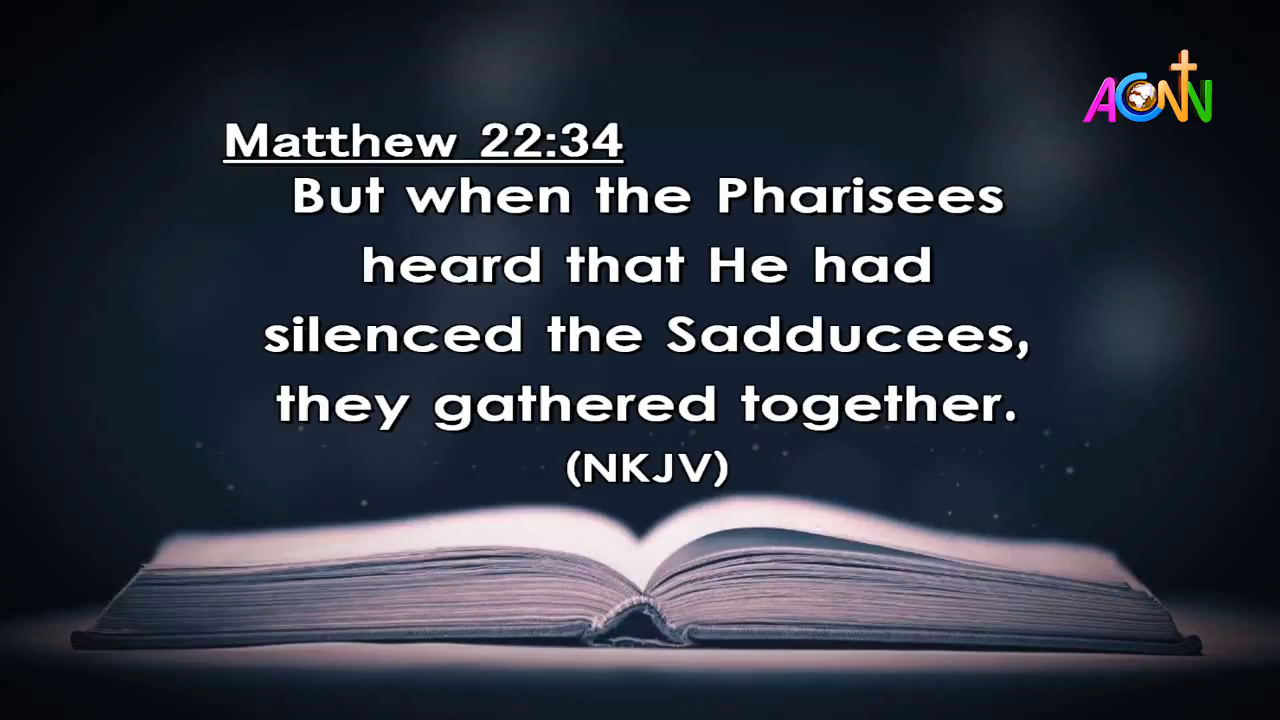 ACNN
Matthew 22:34
But when the Pharisees
heard that He had
silenced the Sadducees,
they gathered together.
(NKJV)